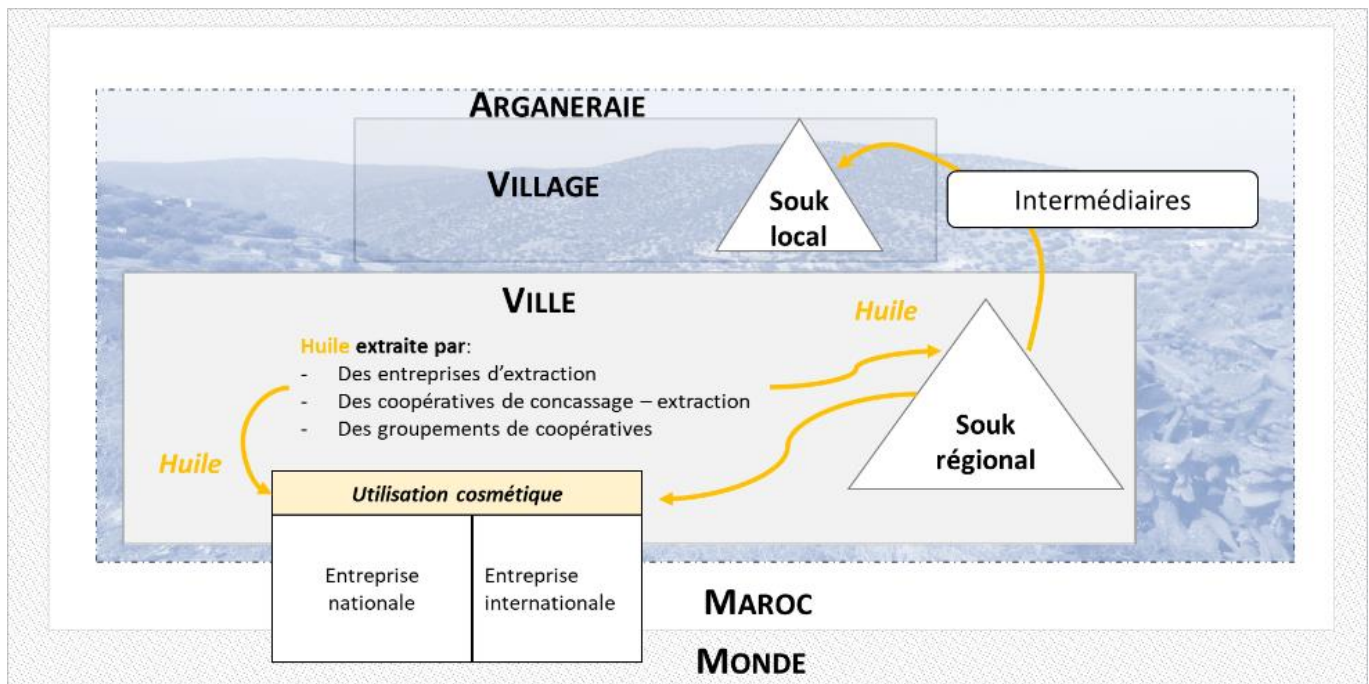 ARGANERAIE
VILLAGE
Souk
local
Intermédiaires
VILLE
Huile
Huile extraite par:
- Des entreprises d’extraction
- Des coopératives de concassage – extraction
- Des groupements de coopératives
Souk
régional
Huile
Utilisation cosmétique
Entreprise
nationale
Entreprise
internationale
MAROC
MONDE